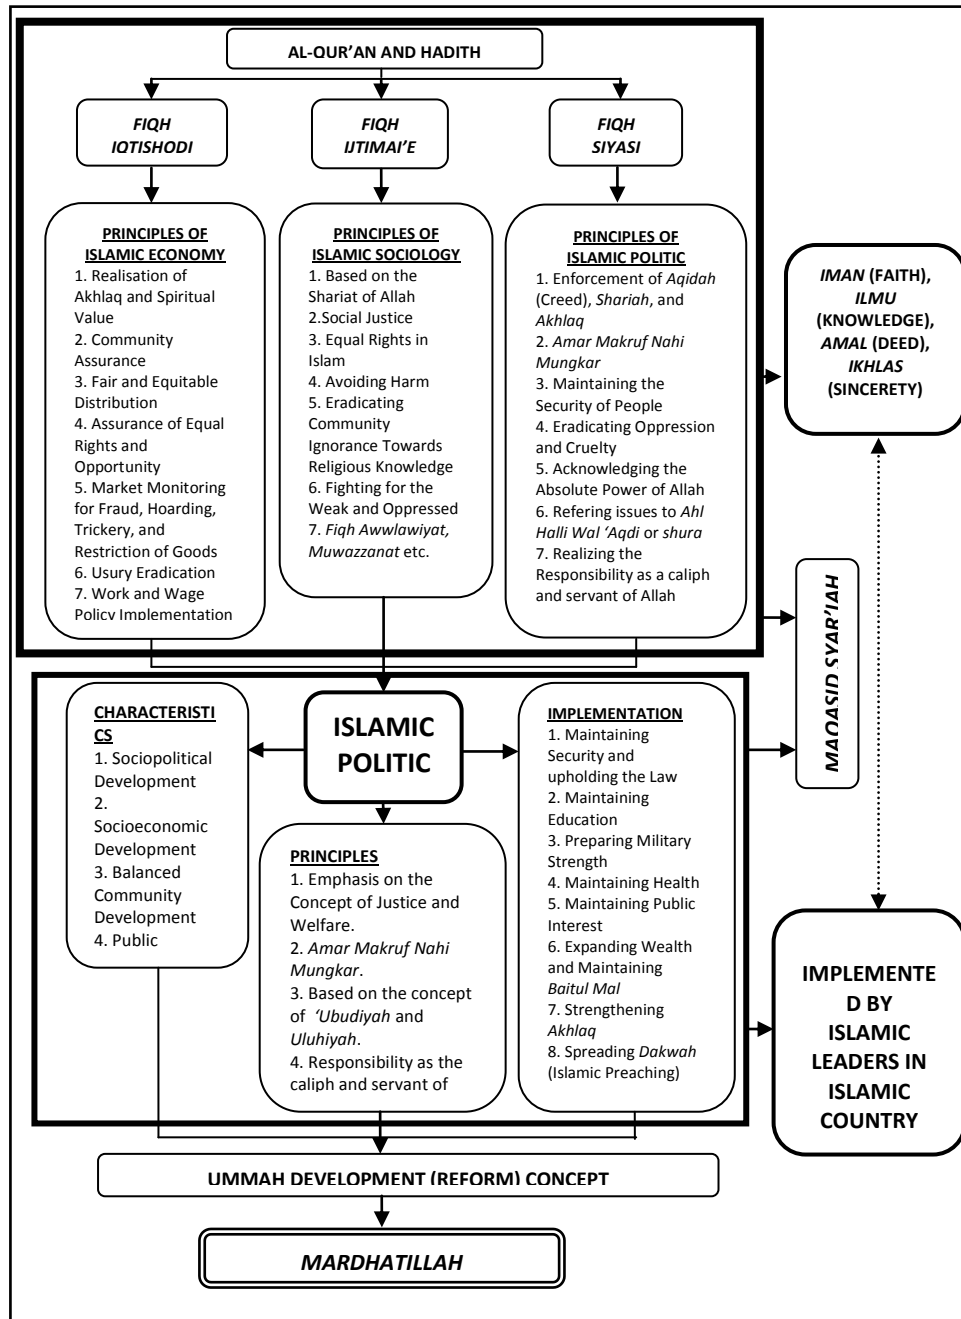 AL-QUR'AN AND HADITH
FIQH
IQTISHODI
FIQH
IJTIMAI'E
FIQH
SIYASI
PRINCIPLES OF
ISLAMIC ECONOMY
1. Realisation of
Akhlaq and Spiritual
Value
2. Community
Assurance
3. Fair and Equitable
Distribution
4. Assurance of Equal
Rights and
Opportunity
5. Market Monitoring
for Fraud, Hoarding,
Trickery, and
Restriction of Goods
6. Usury Eradication
7. Work and Wage
Policy Implementation
PRINCIPLES OF
ISLAMIC SOCIOLOGY
1. Based on the
Shariat of Allah
2.Social Justice
3. Equal Rights in
Islam
4. Avoiding Harm
5. Eradicating
Community
Ignorance Towards
Religious Knowledge
6. Fighting for the
Weak and Oppressed
7. Fiqh Awwlawiyat,
Muwazzanat etc.
PRINCIPLES OF
ISLAMIC POLITIC
1. Enforcement of Aqidah
(Creed), Shariah, and
Akhlaq
2. Amar Makruf Nahi
Mungkar
3. Maintaining the
Security of People
4. Eradicating Oppression
and Cruelty
5. Acknowledging the
Absolute Power of Allah
6. Refering issues to Ahl
Halli Wal 'Aqdi or shura
7. Realizing the
Responsibility as a caliph
and servant of Allah
IMAN (FAITH),
ILMU
(KNOWLEDGE),
AMAL (DEED),
IKHLAS
(SINCERETY)
MAQASID SYAR'IAH
CHARACTERISTI
CS
1. Sociopolitical
Development
2.
Socioeconomic
Development
3. Balanced
Community
Development
4. Public
ISLAMIC
POLITIC
PRINCIPLES
1. Emphasis on the
Concept of Justice and
Welfare.
2. Amar Makruf Nahi
Mungkar.
3. Based on the concept
of 'Ubudiyah and
Uluhiyah.
4. Responsibility as the
caliph and servant of
IMPLEMENTATION
1. Maintaining
Security and
upholding the Law
2. Maintaining
Education
3. Preparing Military
Strength
4. Maintaining Health
5. Maintaining Public
Interest
6. Expanding Wealth
and Maintaining
Baitul Mal
7. Strengthening
Akhlaq
8. Spreading Dakwah
(Islamic Preaching)
IMPLEMENTE
D BY
ISLAMIC
LEADERS IN
ISLAMIC
COUNTRY
UMMAH DEVELOPMENT (REFORM) CONCEPT
MARDHATILLAH